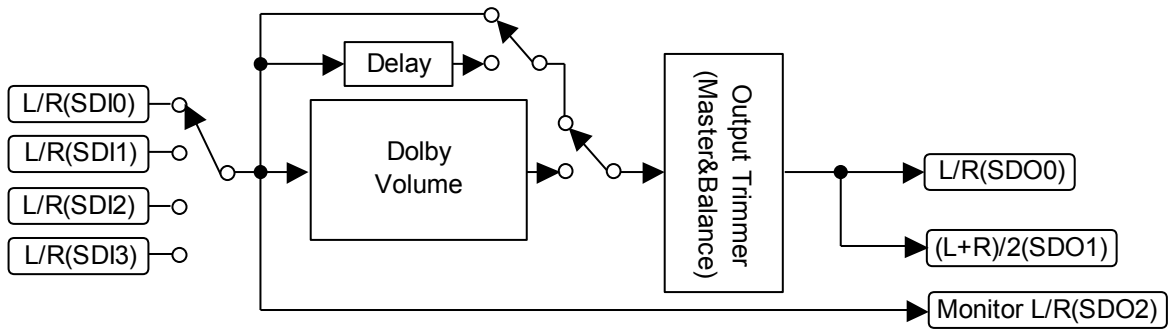 Delay
L/R(SDI0)
L/R(SDI1)
L/R(SDI2)
L/R(SDI3)
Dolby
Volume
Output Trimmer
(Master&Balance)
L/R(SDO0)
(L+R)/2(SDO1)
Monitor L/R(SDO2)